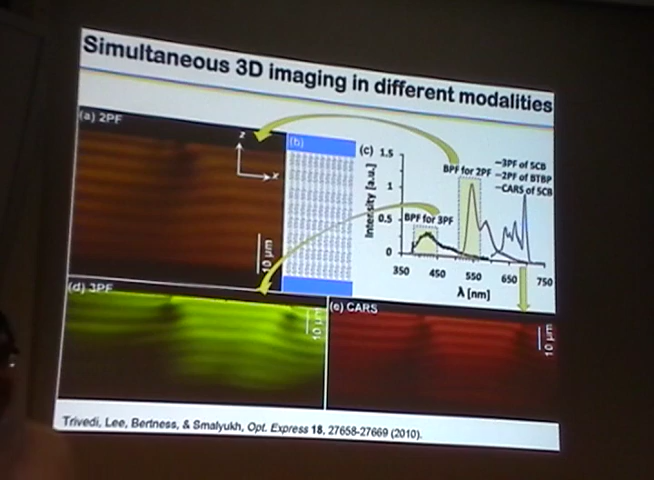 Simultaneous 3D imaging in different modalities
(a) 2PF
z
x
10 µm
(b)
(c)
1.5
1
0.5
0
Intensity [a.u.]
BPF for 2PF
BPF for 3PF
3PF of 5CB
2PF of BTBP
CARS of 5CB
350 450 550 650 750
λ [nm]
(d) 3PF
10 µm
(e) CARS
10 µm
Trivedi, Lee, Bertness, & Smalyukh, Opt. Express 18, 27658-27669 (2010).